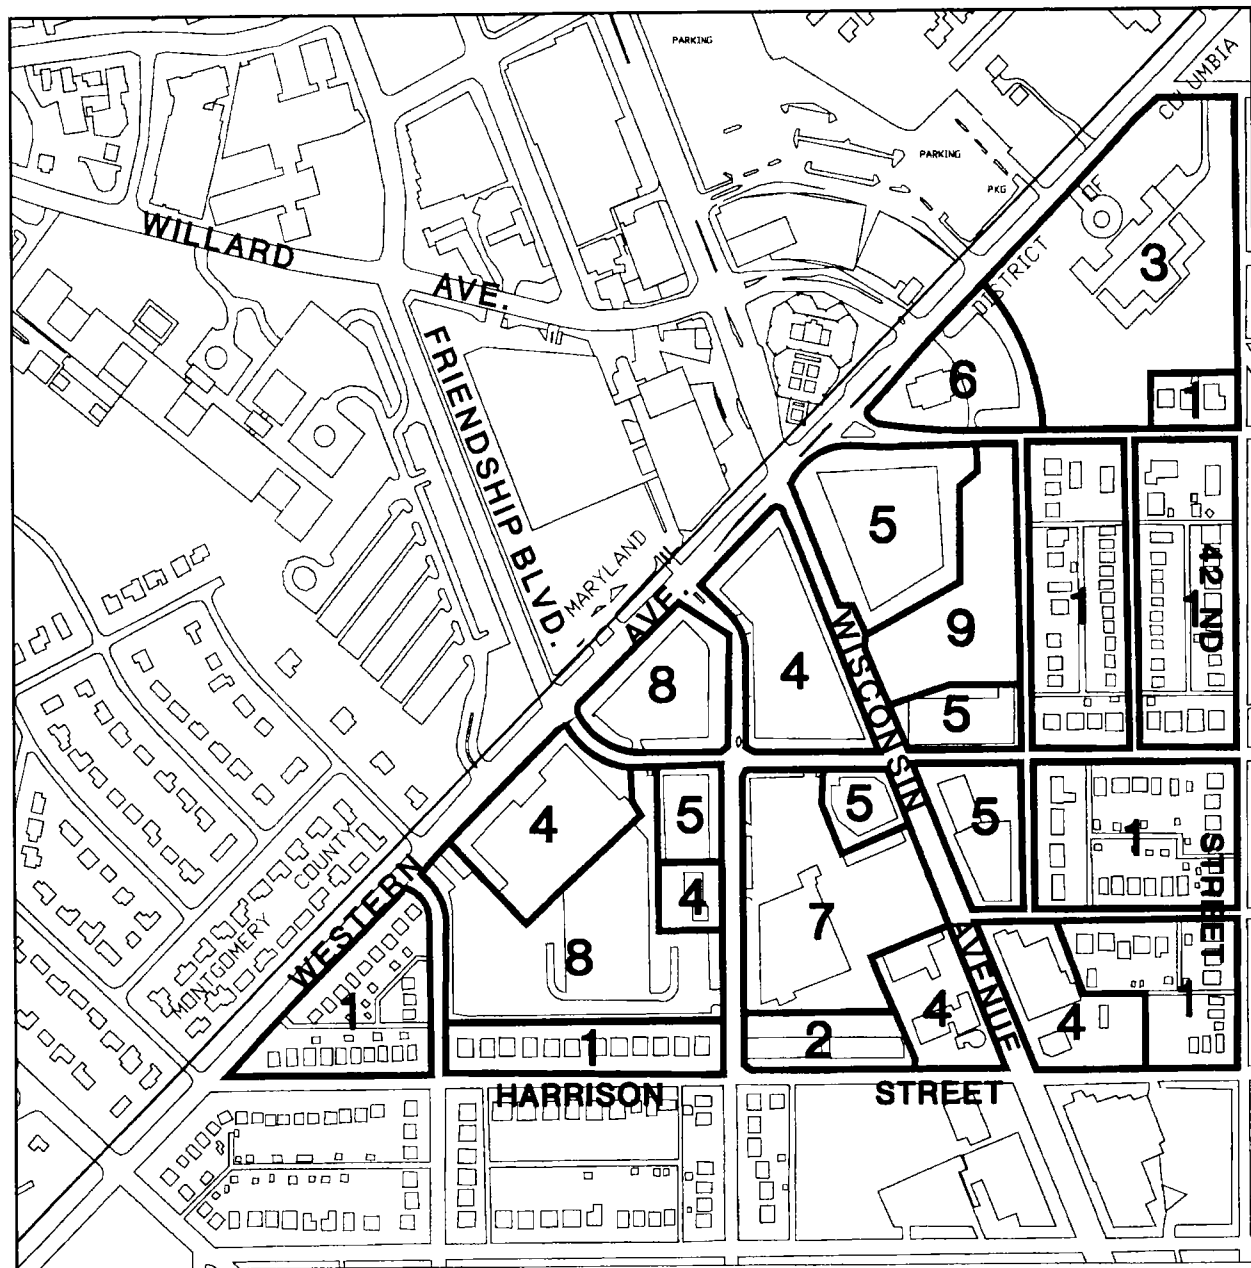 PARKING
COLUMBIA
PARKING
PKG
OF
WILLARD
DISTRICT
3
AVE.
FRIENDSHIP BLVD.
6
1
5
42 ND
MARYLAND
1
1
AVE.
WISCONSIN
9
8
4
5
4
5
5
5
1
STREET
COUNTY
WESTERN
4
7
MONTGOMERY
AVENUE
8
1
4
4
1
1
2
HARRISON
STREET